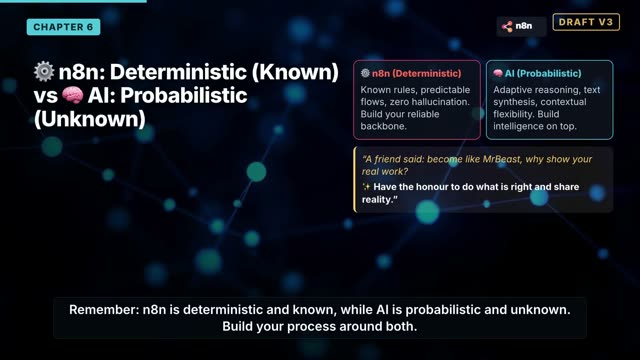 CHAPTER 6
n8n
DRAFT V3
⚙️ n8n: Deterministic (Known)
vs 🧠 AI: Probabilistic
(Unknown)
⚙️ n8n (Deterministic)
Known rules, predictable
flows, zero hallucination.
Build your reliable
backbone.
🧠 AI (Probabilistic)
Adaptive reasoning, text
synthesis, contextual
flexibility. Build
intelligence on top.
"A friend said: become like MrBeast, why show your
real work?
✨ Have the honour to do what is right and share
reality."
Remember: n8n is deterministic and known, while AI is probabilistic and unknown.
Build your process around both.